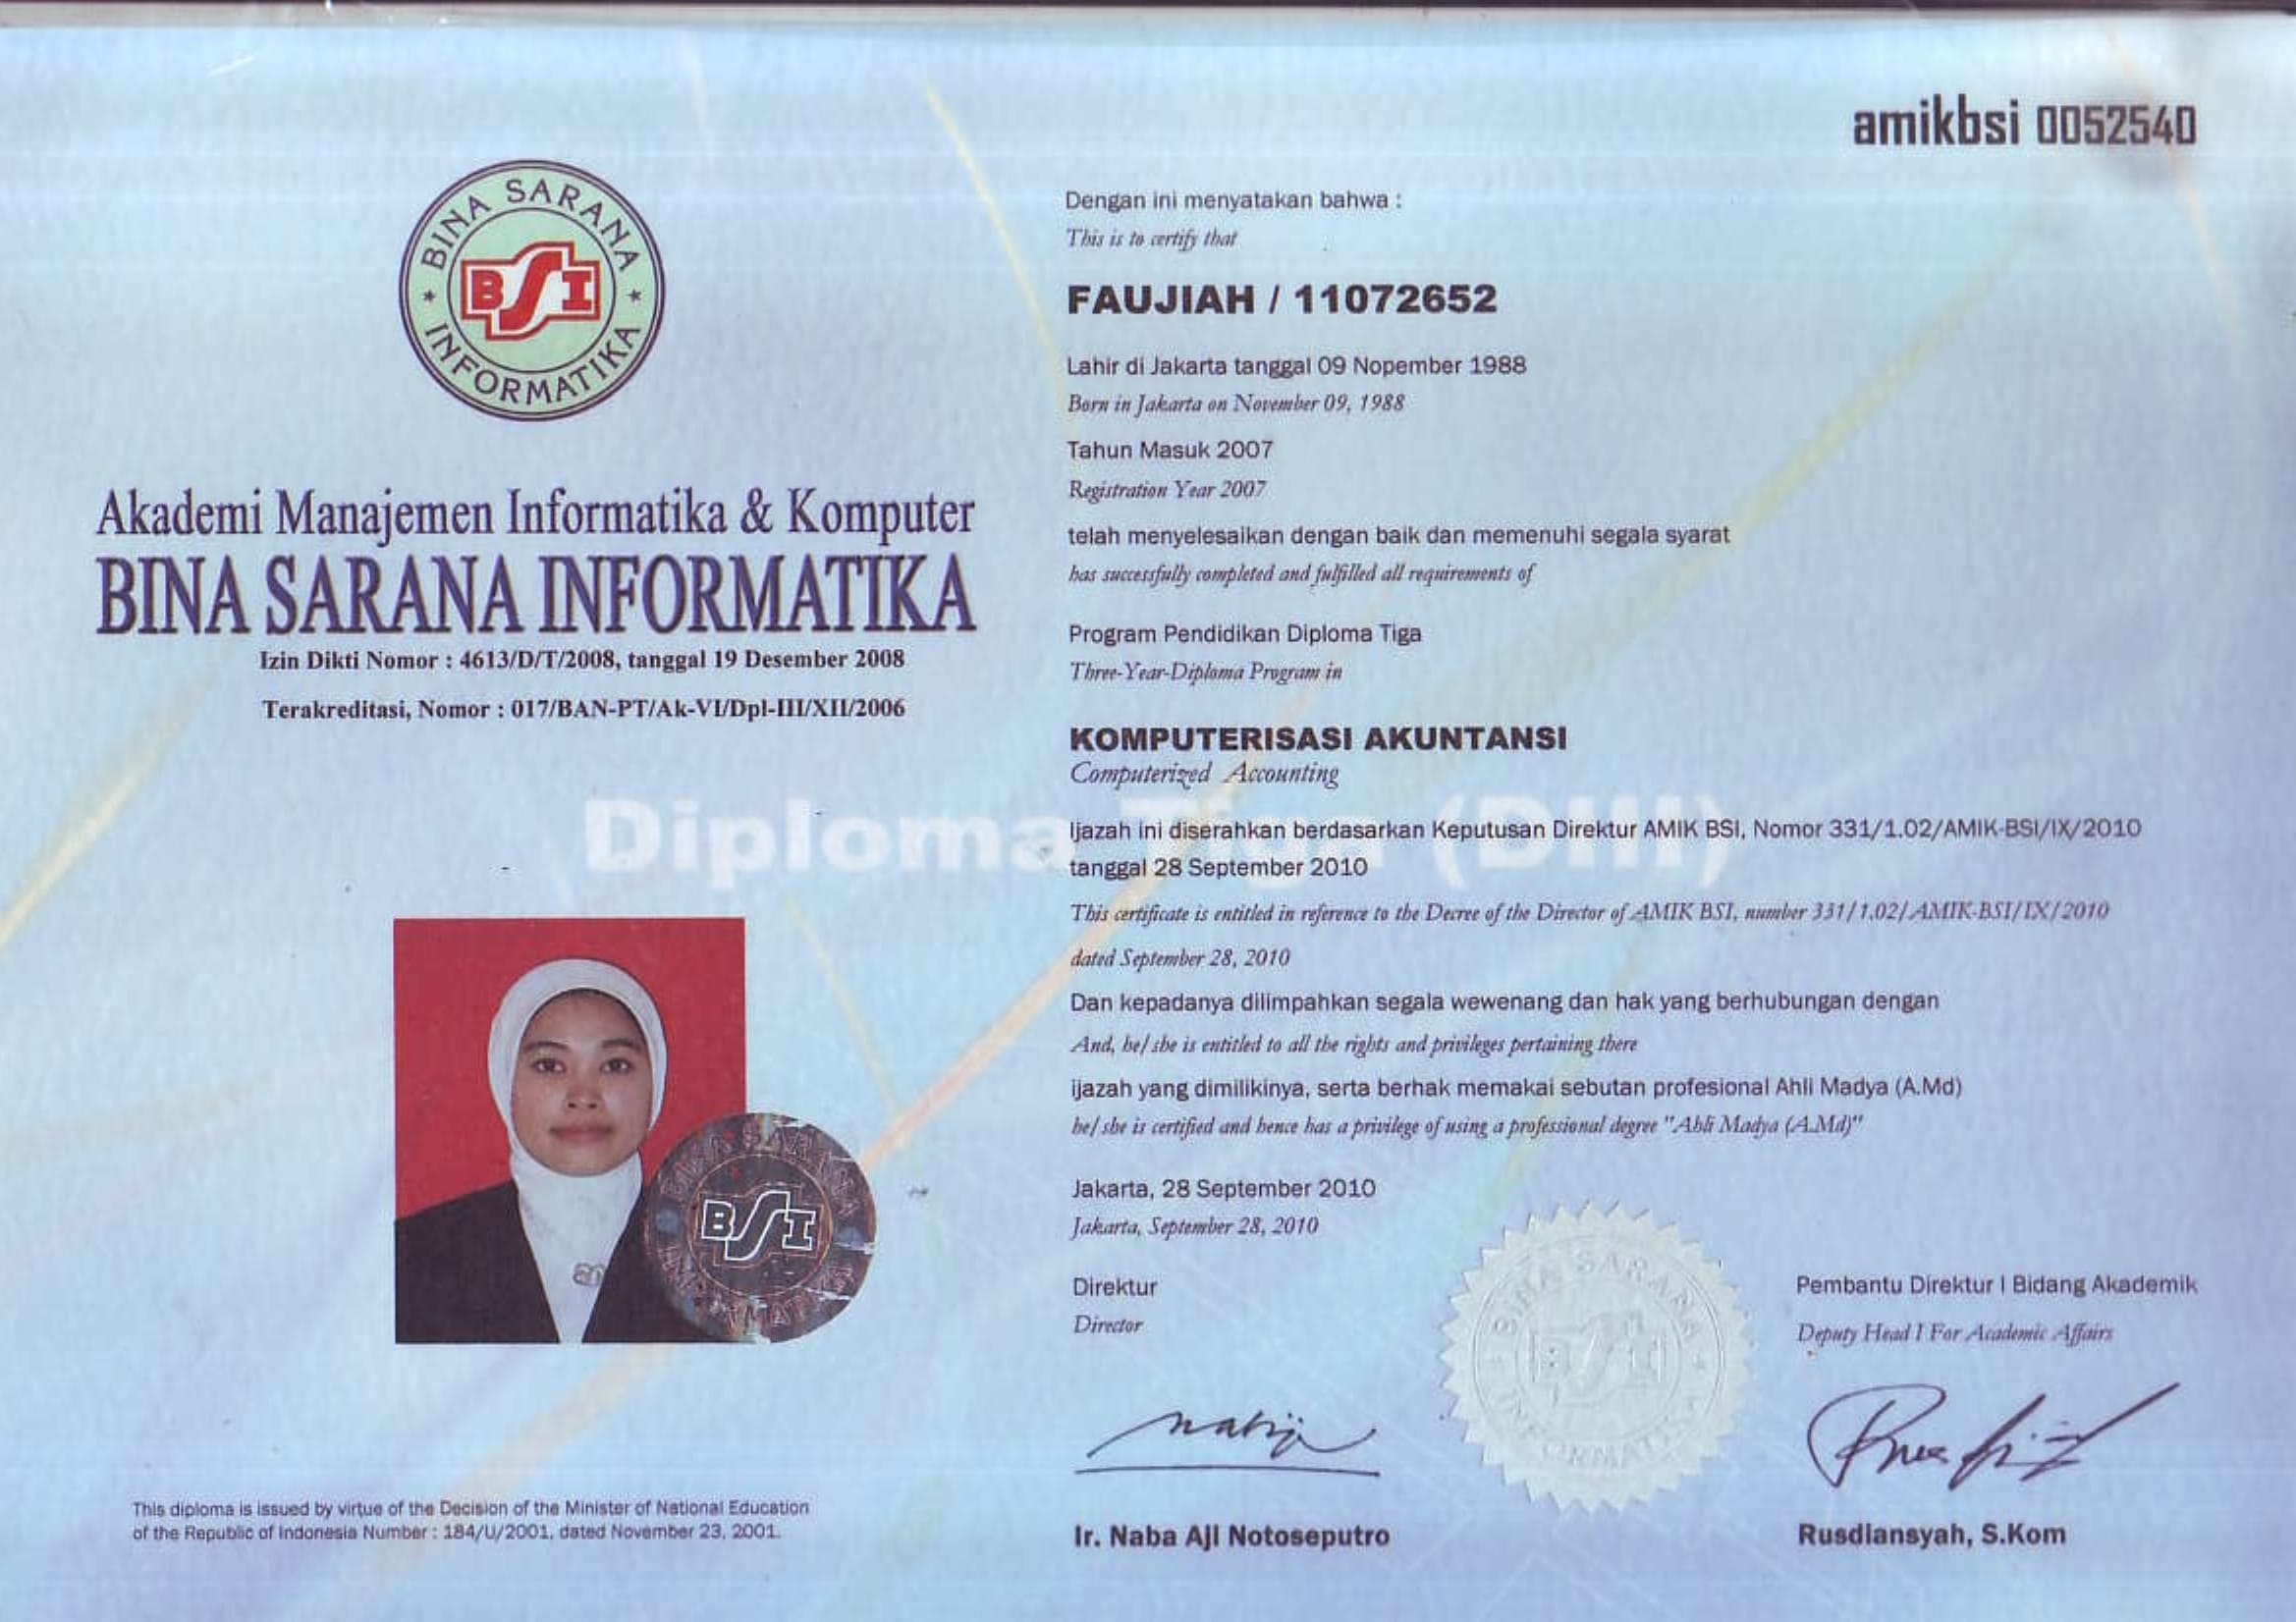 amikbsi 0052540
BINA SARANA
BSI
INFORMATIKA
Akademi Manajemen Informatika & Komputer
BINA SARANA INFORMATIKA
Izin Dikti Nomor : 4613/D/T/2008, tanggal 19 Desember 2008
Terakreditasi, Nomor : 017/BAN-PT/Ak-VI/Dpl-III/XII/2006
Dengan ini menyatakan bahwa :
This is to certify that
FAUJIAH / 11072652
Lahir di Jakarta tanggal 09 Nopember 1988
Born in Jakarta on November 09, 1988
Tahun Masuk 2007
Registration Year 2007
telah menyelesaikan dengan baik dan memenuhi segala syarat
has successfully completed and fulfilled all requirements of
Program Pendidikan Diploma Tiga
Three-Year-Diploma Program in
KOMPUTERISASI AKUNTANSI
Computerized Accounting
Diploma Tiga (DIII)
Ijazah ini diserahkan berdasarkan Keputusan Direktur AMIK BSI, Nomor 331/1.02/AMIK-BSI/IX/2010
tanggal 28 September 2010
This certificate is entitled in reference to the Decree of the Director of AMIK BSI, number 331/1.02/AMIK-BSI/IX/2010
dated September 28, 2010
Dan kepadanya dilimpahkan segala wewenang dan hak yang berhubungan dengan
And, he/she is entitled to all the rights and privileges pertaining there
ijazah yang dimilikinya, serta berhak memakai sebutan profesional Ahli Madya (A.Md)
he/she is certified and hence has a privilege of using a professional degree "Ahli Madya (A.Md)"
Jakarta, 28 September 2010
Jakarta, September 28, 2010
Direktur
Director
Pembantu Direktur I Bidang Akademik
Deputy Head I For Academic Affairs
BINA SARANA
BSI
INFORMATIKA
BINA SARANA
BSI
INFORMATIKA
Ir. Naba Aji Notoseputro
Rusdiansyah, S.Kom
This diploma is issued by virtue of the Decision of the Minister of National Education
of the Republic of Indonesia Number : 184/U/2001, dated November 23, 2001.